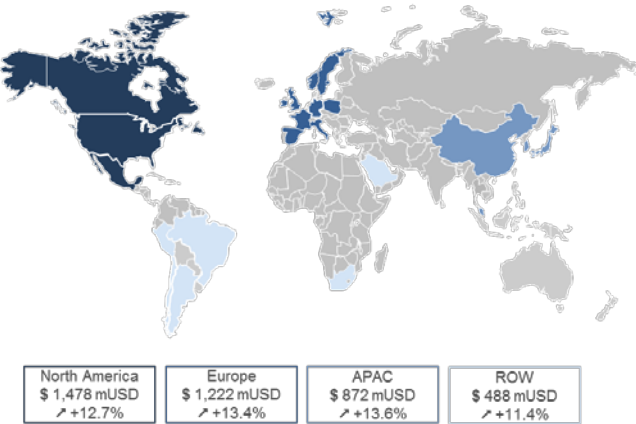 North America
$ 1,478 mUSD
↗ +12.7%
Europe
$ 1,222 mUSD
↗ +13.4%
APAC
$ 872 mUSD
↗ +13.6%
ROW
$ 488 mUSD
↗ +11.4%